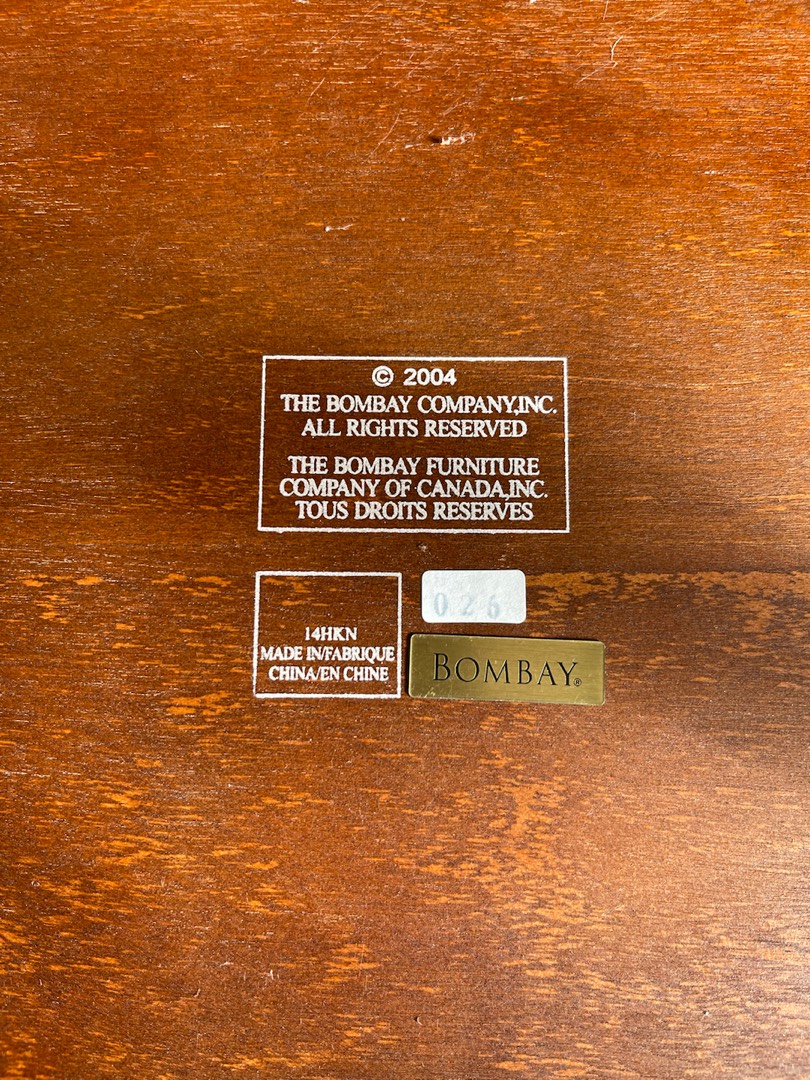 © 2004
THE BOMBAY COMPANY,INC.
ALL RIGHTS RESERVED
THE BOMBAY FURNITURE
COMPANY OF CANADA,INC.
TOUS DROITS RESERVES
026
14HKN
MADE IN/FABRIQUE
CHINA/EN CHINE
BOMBAY®